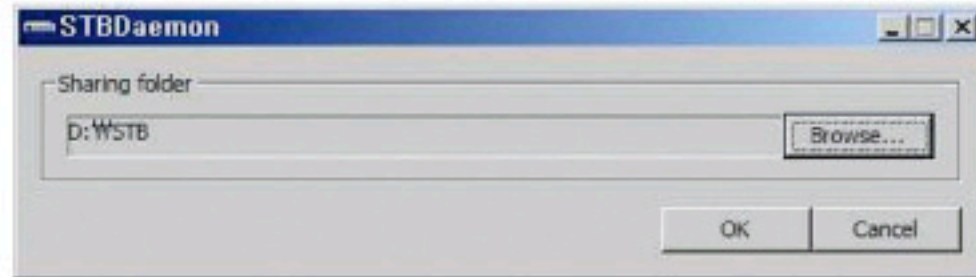 STBDaemon
Sharing folder
D:₩STB
Browse...
OK
Cancel